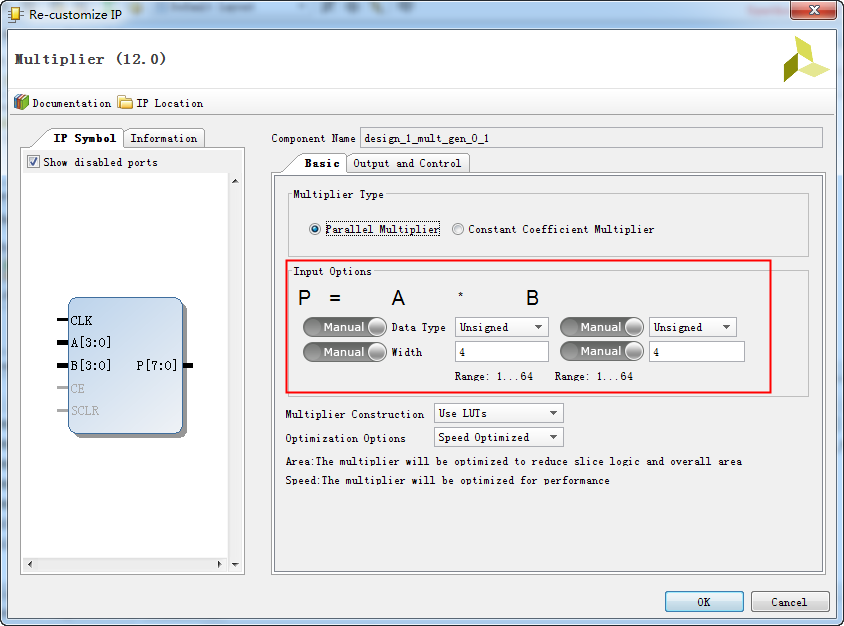 Re-customize IP
Multiplier (12.0)
Documentation IP Location
IP Symbol Information
Show disabled ports
CLK
A[3:0]
B[3:0] P[7:0]
CE
SCLR
Component Name design_1_mult_gen_0_1
Basic Output and Control
Multiplier Type
Parallel Multiplier Constant Coefficient Multiplier
Input Options
P = A * B
Manual Data Type Unsigned Manual Unsigned
Manual Width 4 Manual 4
Range: 1...64 Range: 1...64
Multiplier Construction Use LUTs
Optimization Options Speed Optimized
Area:The multiplier will be optimized to reduce slice logic and overall area
Speed:The multiplier will be optimized for performance
OK Cancel